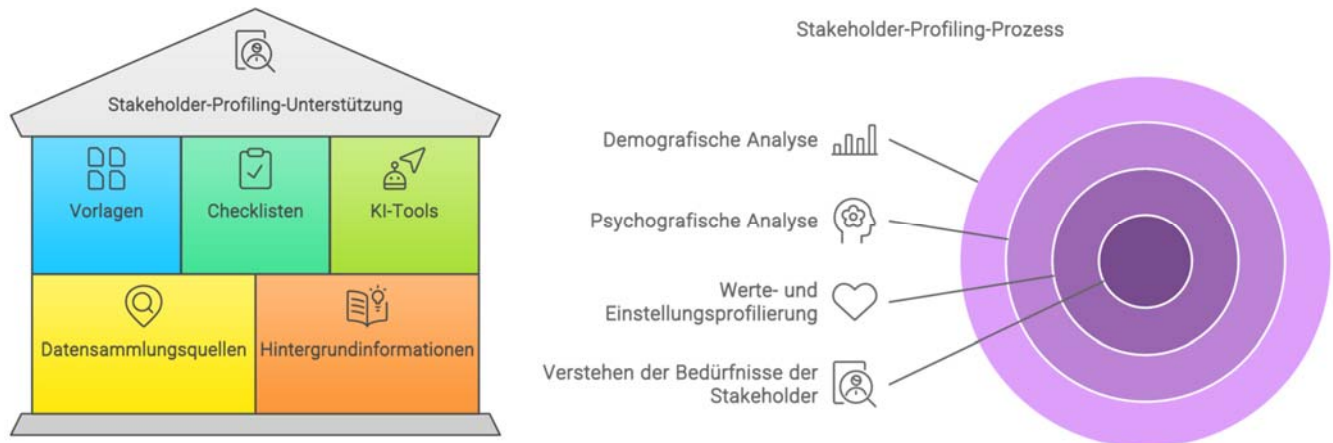 Stakeholder-Profiling-Unterstützung
Vorlagen
Checklisten
KI-Tools
Datensammlungsquellen
Hintergrundinformationen
Stakeholder-Profiling-Prozess
Demografische Analyse
Psychografische Analyse
Werte- und
Einstellungsprofilierung
Verstehen der Bedürfnisse der
Stakeholder